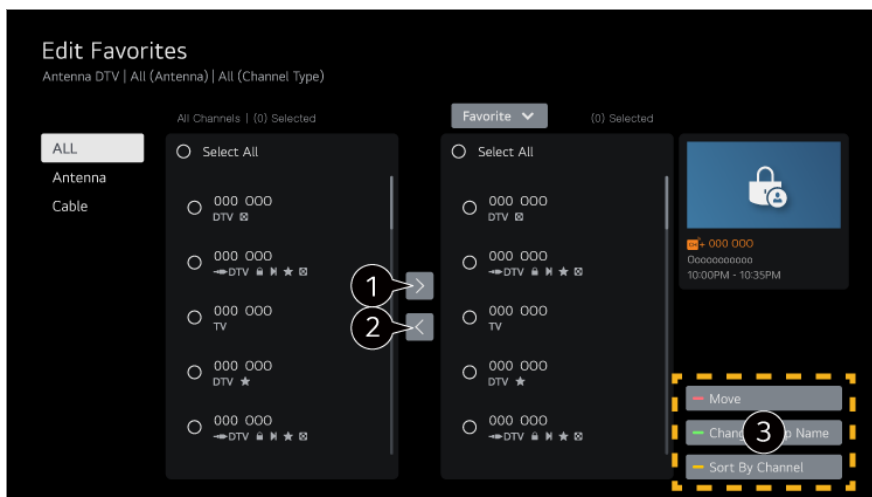 Edit Favorites
Antenna DTV | All (Antenna) | All (Channel Type)
All Channels | (0) Selected
Favorite
(0) Selected
ALL
Antenna
Cable
Select All
000 000
DTV
000 000
DTV
000 000
TV
000 000
DTV
000 000
DTV
1
2
Select All
000 000
DTV
000 000
DTV
000 000
TV
000 000
DTV
000 000
DTV
000 000
Oooooooooo
10:00PM - 10:35PM
Move
3
Name
Sort By Channel